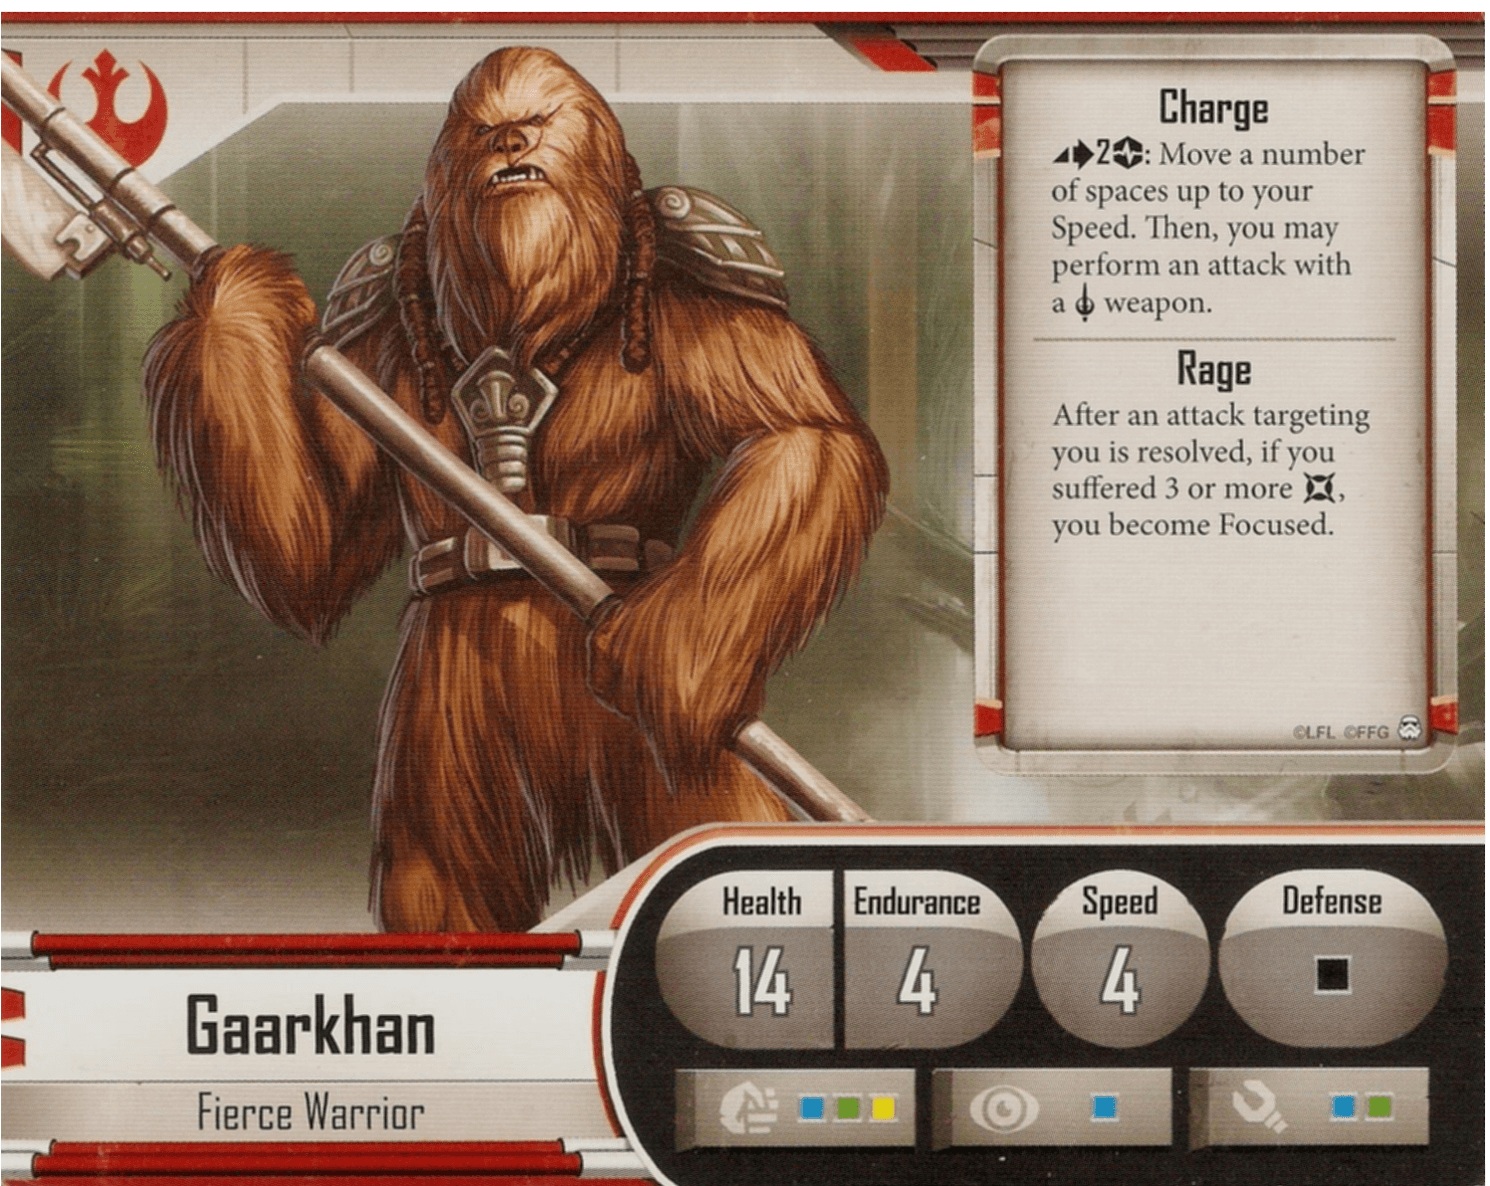 Charge
2: Move a number
of spaces up to your
Speed. Then, you may
perform an attack with
a weapon.
Rage
After an attack targeting
you is resolved, if you
suffered 3 or more ,
you become Focused.
©LFL ©FFG
Health
Endurance
Speed
Defense
14
4
4
Gaarkhan
Fierce Warrior